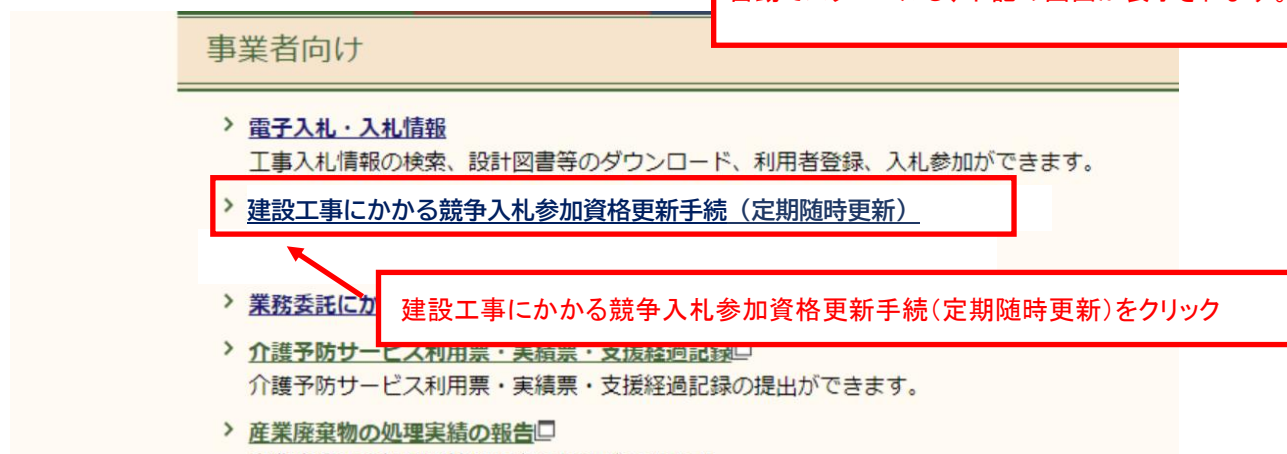 事業者向け
電子入札・入札情報
工事入札情報の検索、設計図書等のダウンロード、利用者登録、入札参加ができます。
建設工事にかかる競争入札参加資格更新手続（定期随時更新）
業務委託にか
建設工事にかかる競争入札参加資格更新手続（定期随時更新）をクリック
介護予防サービス利用票・実績票・支援経過記録
介護予防サービス利用票・実績票・支援経過記録の提出ができます。
産業廃棄物の処理実績の報告